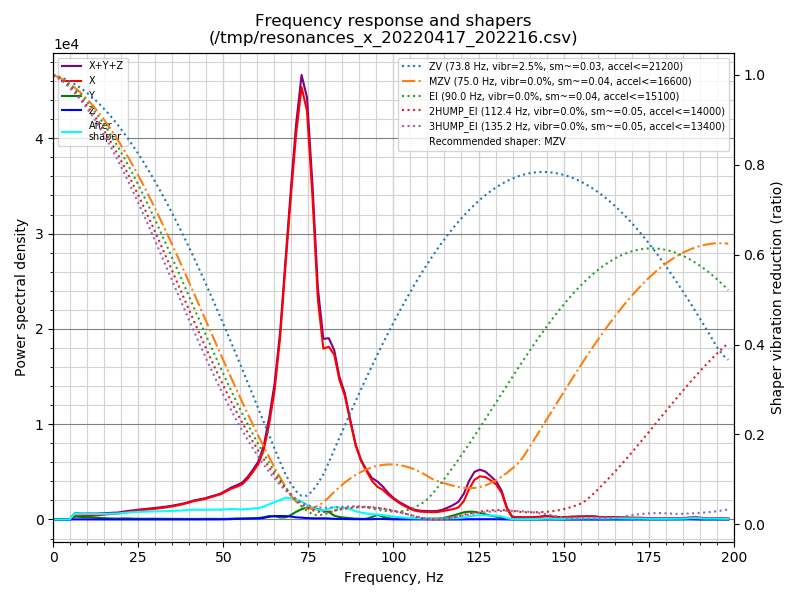 Frequency response and shapers
(/tmp/resonances_x_20220417_202216.csv)
1e4
X+Y+Z
X
Y
After
shaper
ZV (73.8 Hz, vibr=2.5%, sm~=0.03, accel<=21200)
MZV (75.0 Hz, vibr=0.0%, sm~=0.04, accel<=16600)
EI (90.0 Hz, vibr=0.0%, sm~=0.04, accel<=15100)
2HUMP_EI (112.4 Hz, vibr=0.0%, sm~=0.05, accel<=14000)
3HUMP_EI (135.2 Hz, vibr=0.0%, sm~=0.05, accel<=13400)
Recommended shaper: MZV
Power spectral density
4
3
2
1
0
1.0
0.8
0.6
0.4
0.2
0.0
Shaper vibration reduction (ratio)
0 25 50 75 100 125 150 175 200
Frequency, Hz